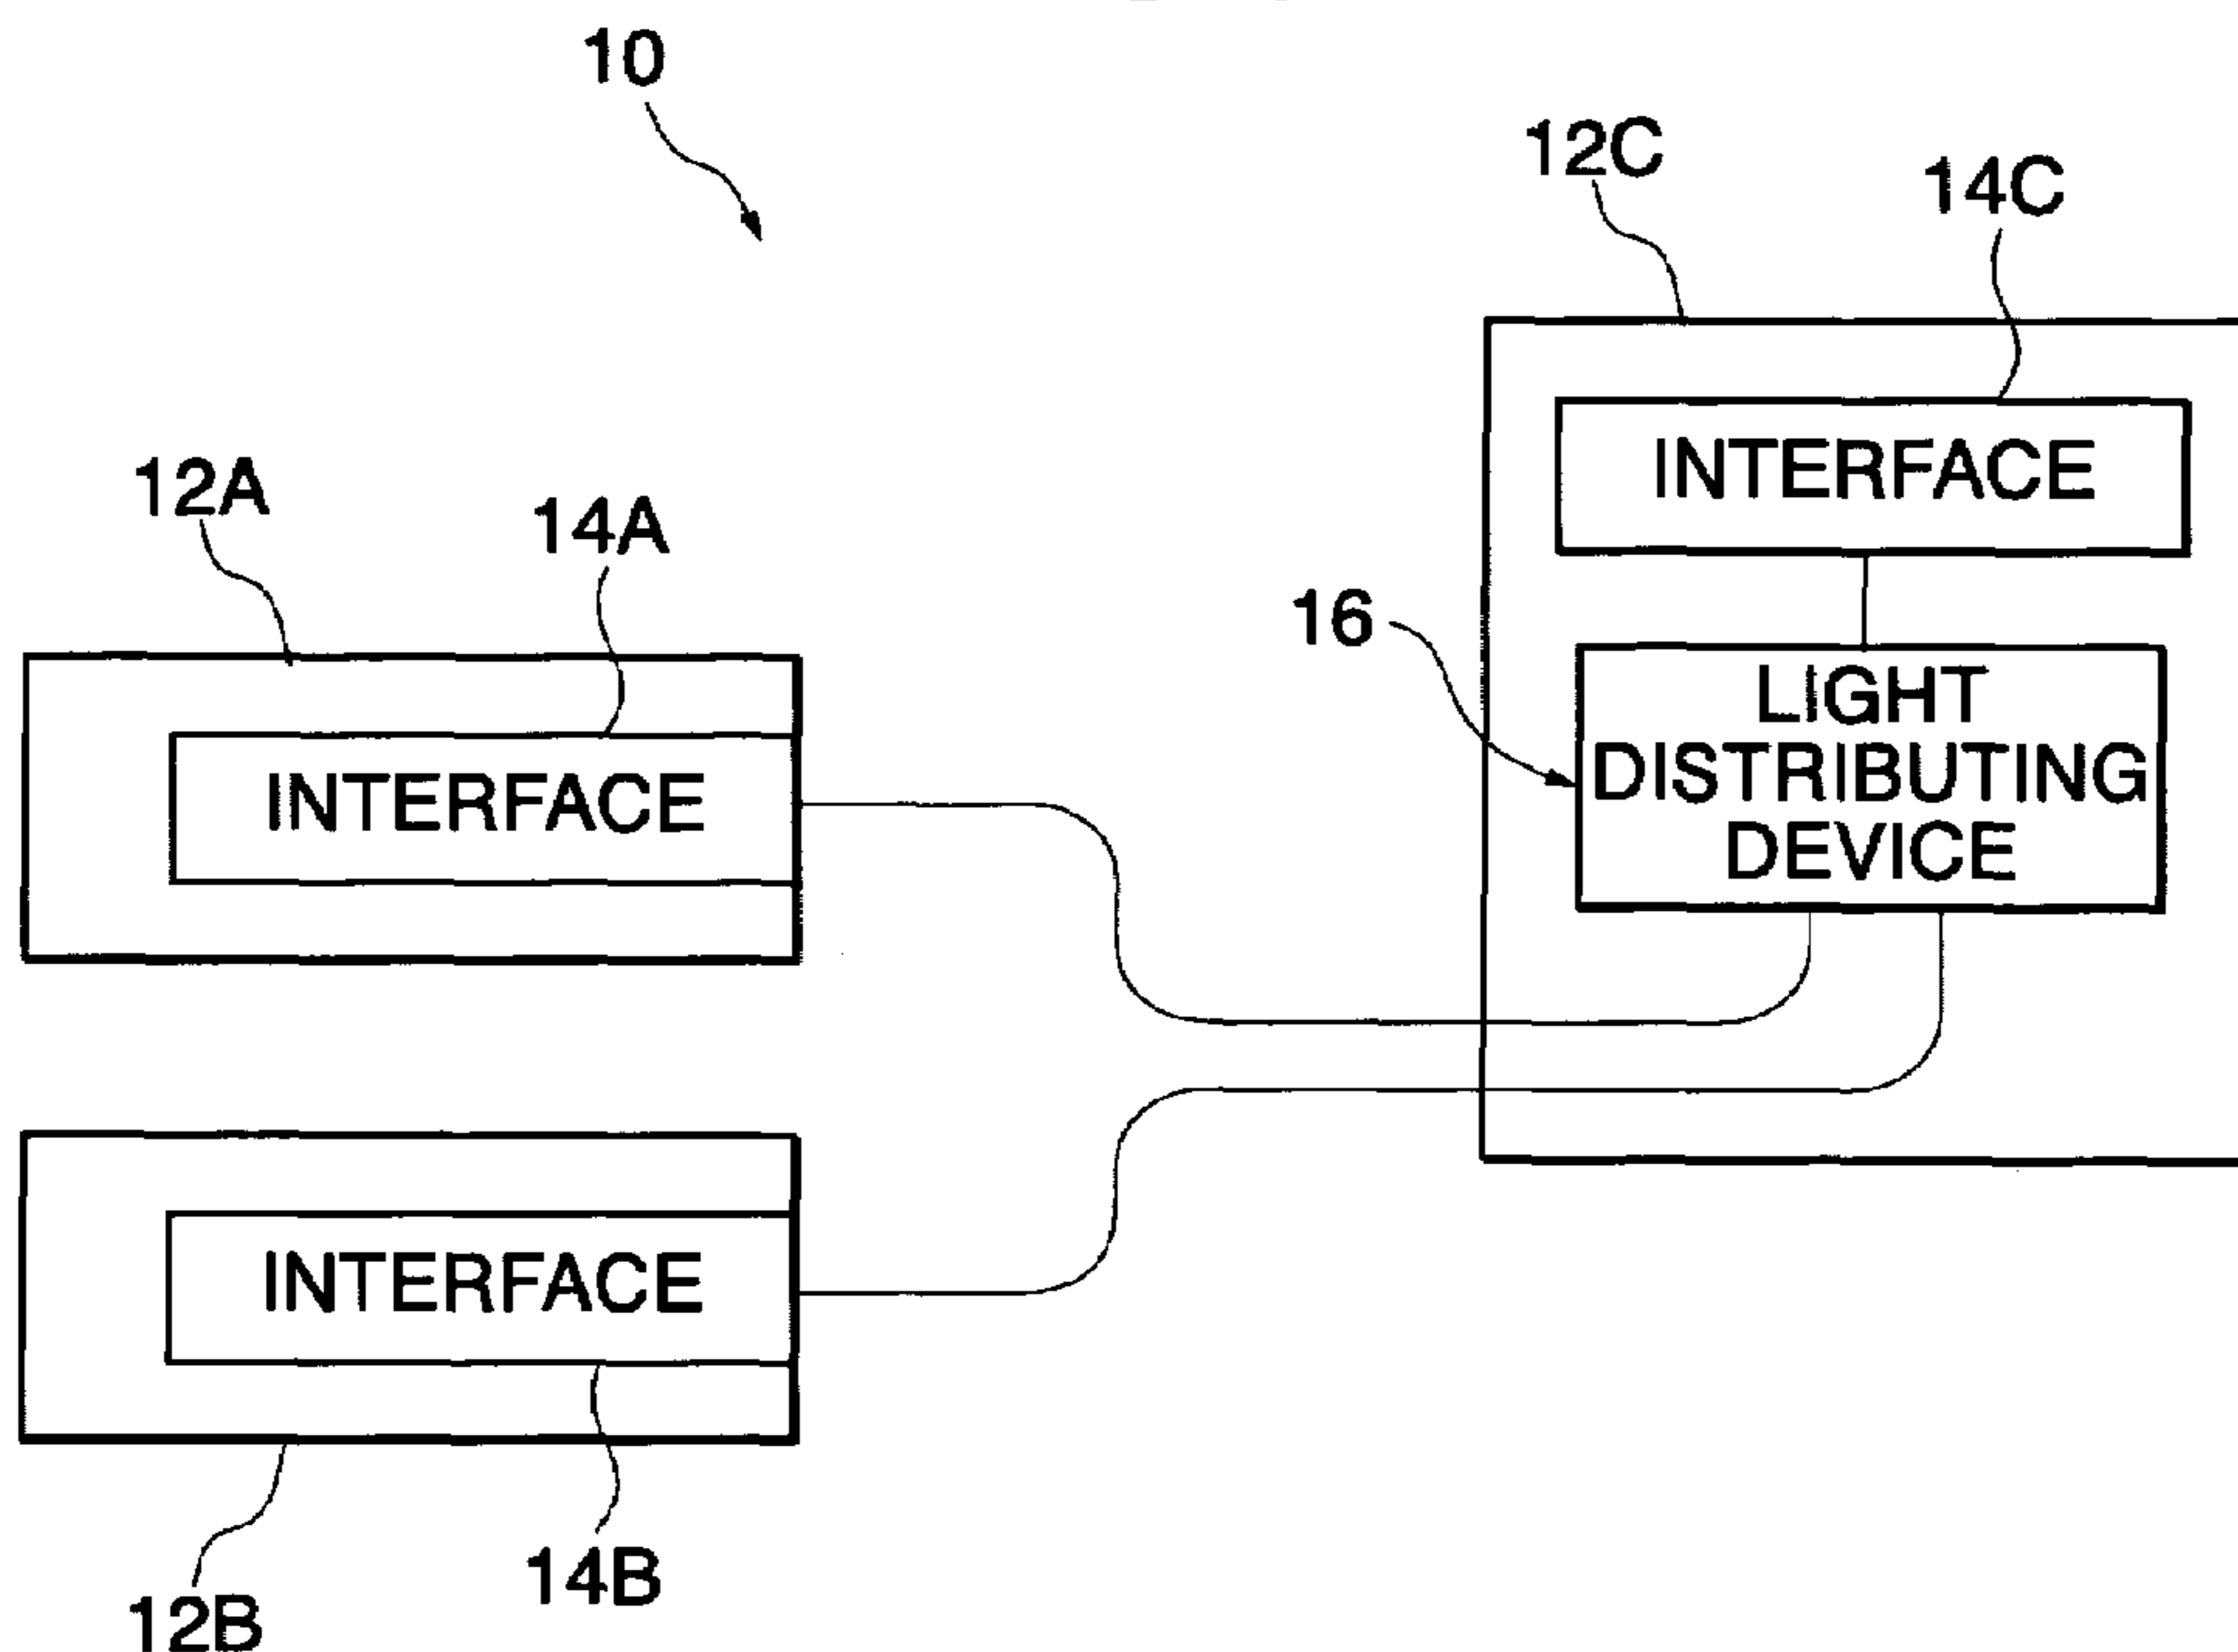 10
12C
14C
INTERFACE
12A
14A
16
LIGHT
DISTRIBUTING
DEVICE
INTERFACE
INTERFACE
14B
12B